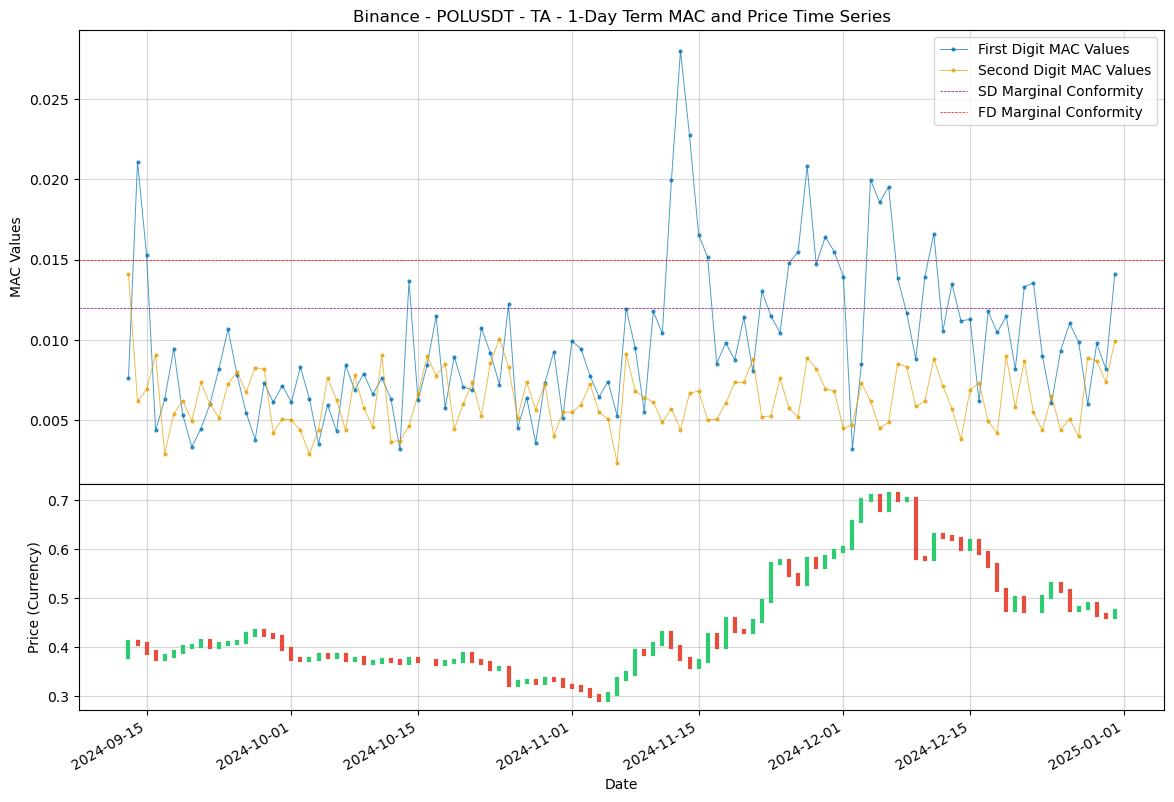 Binance - POLUSDT - TA - 1-Day Term MAC and Price Time Series
First Digit MAC Values
Second Digit MAC Values
SD Marginal Conformity
FD Marginal Conformity
MAC Values
0.025
0.020
0.015
0.010
0.005
Price (Currency)
0.7
0.6
0.5
0.4
0.3
2024-09-15
2024-10-01
2024-10-15
2024-11-01
2024-11-15
2024-12-01
2024-12-15
2025-01-01
Date